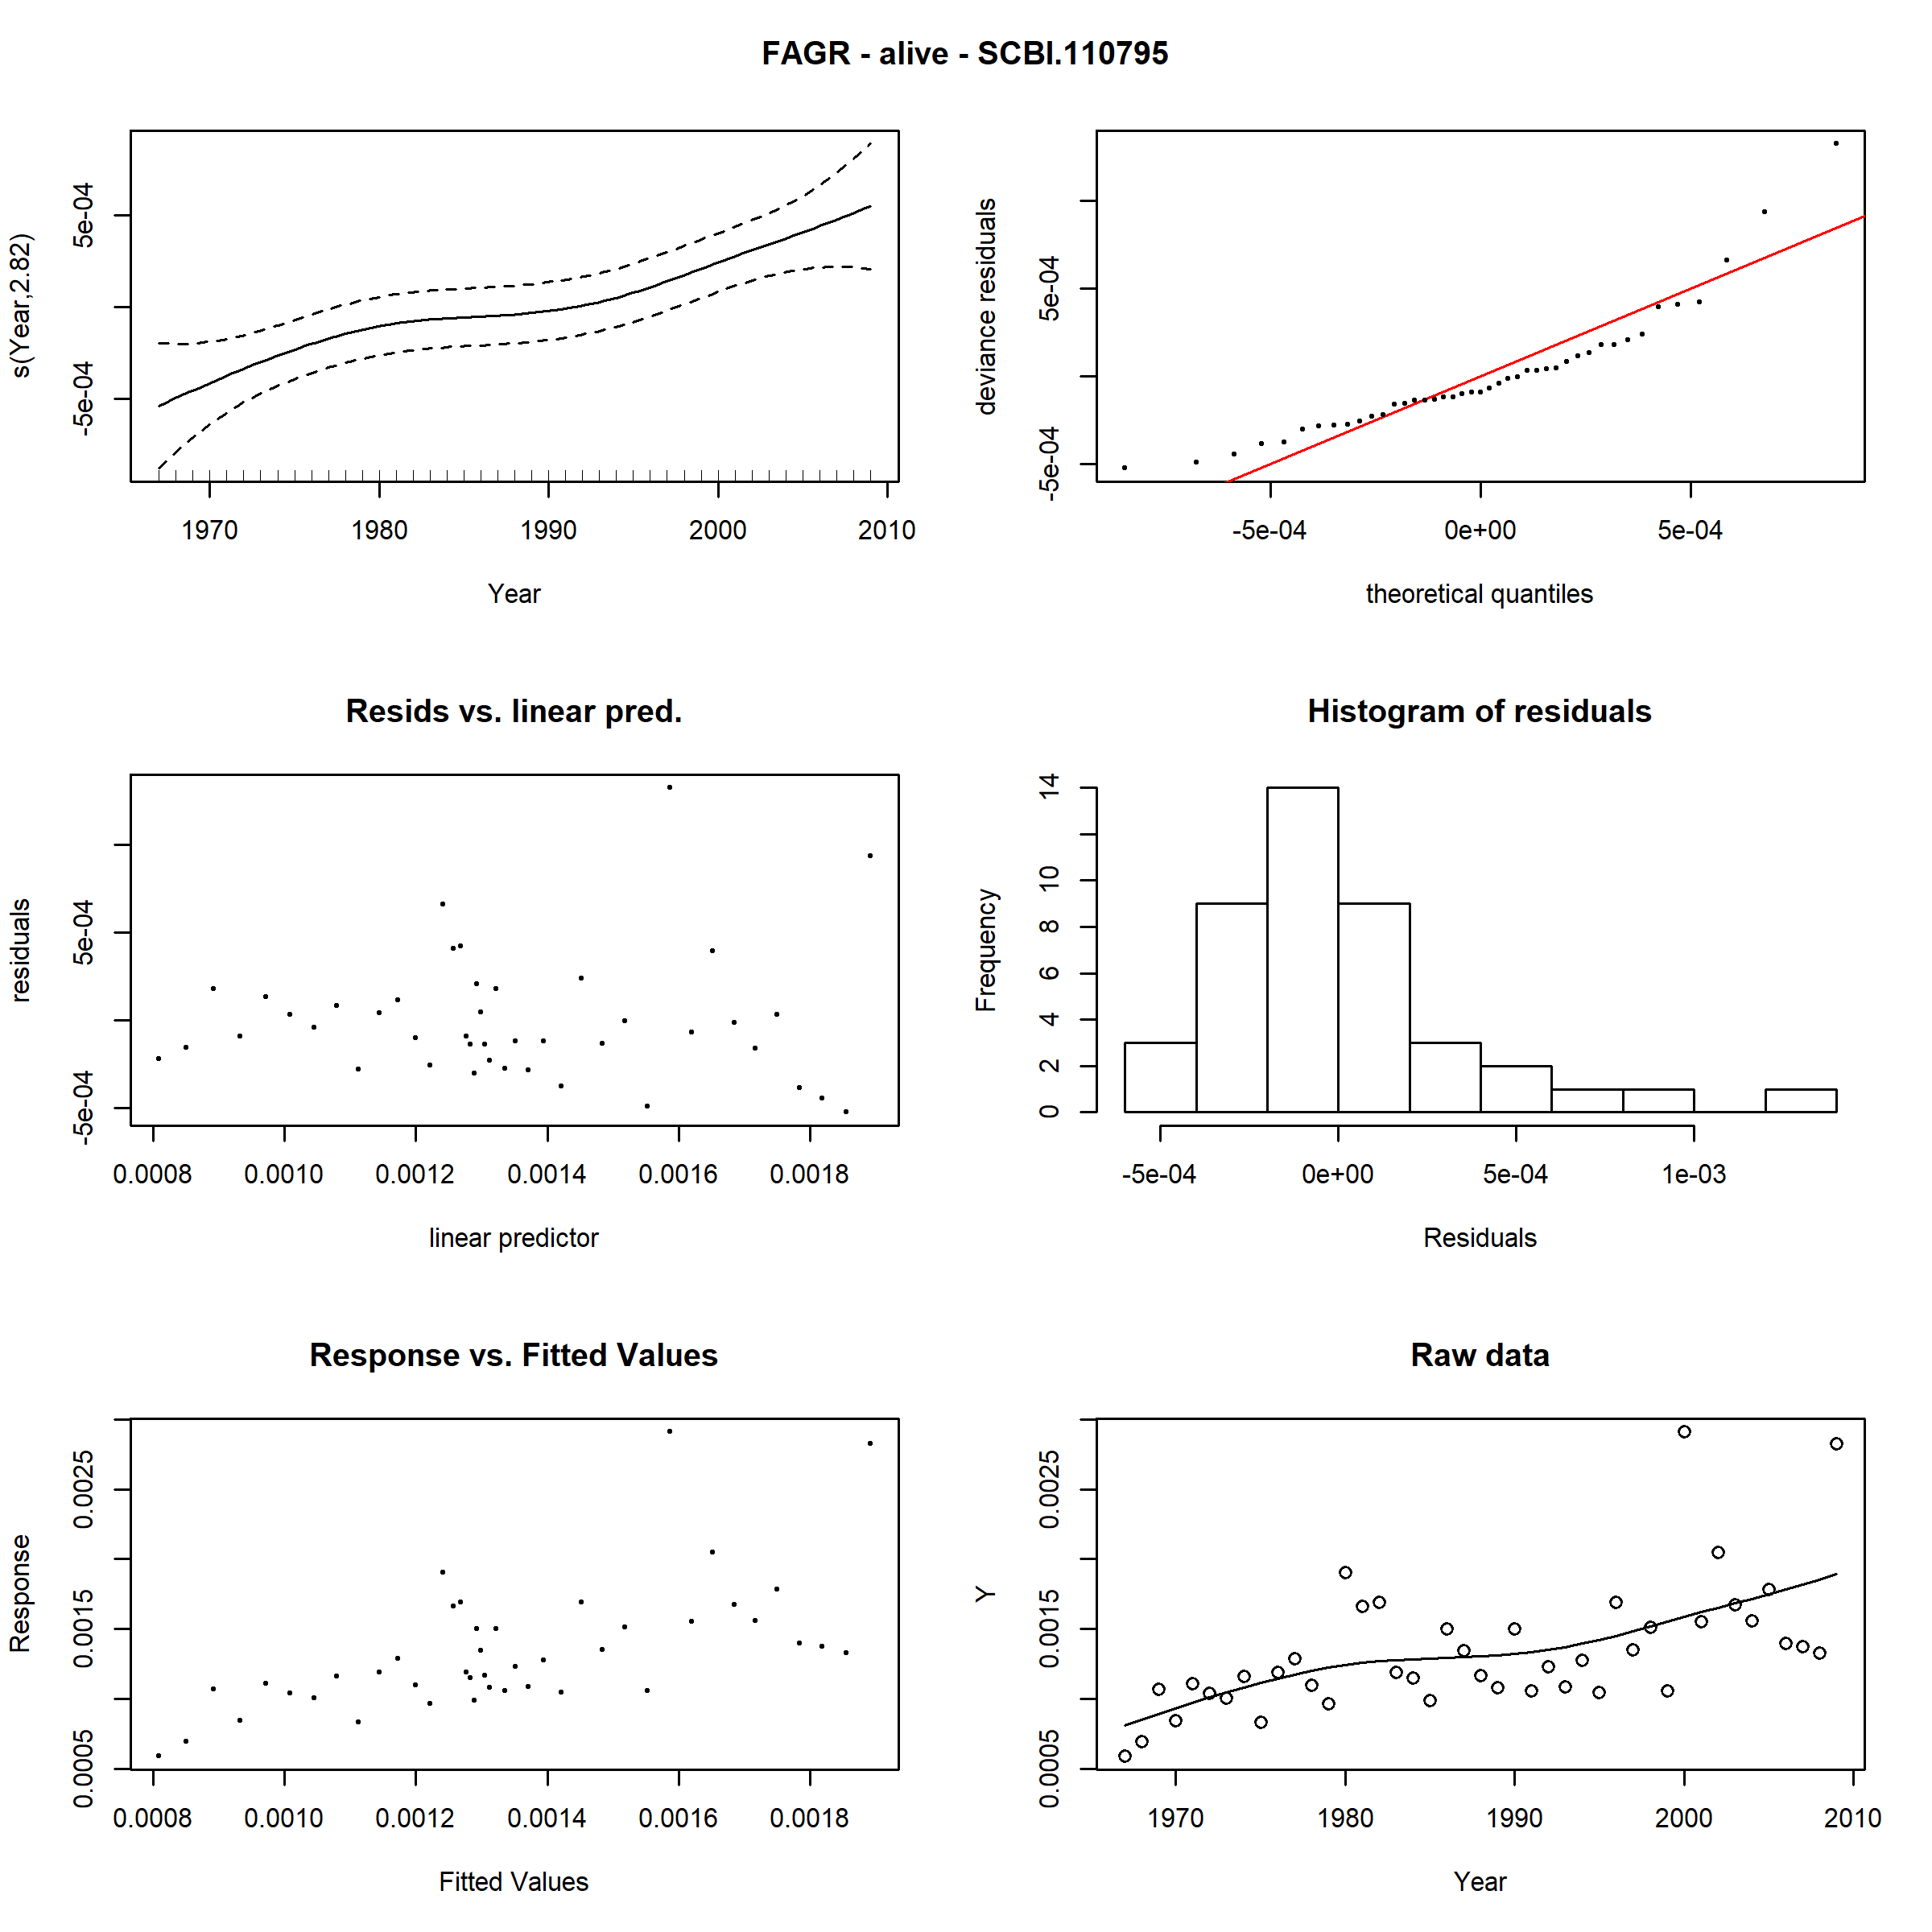 FAGR - alive - SCBI.110795
s(Year,2.82)
-5e-04 5e-04
1970 1980 1990 2000 2010
Year
deviance residuals
-5e-04 5e-04
-5e-04 0e+00 5e-04
theoretical quantiles
Resids vs. linear pred.
residuals
-5e-04 5e-04
0.0008 0.0010 0.0012 0.0014 0.0016 0.0018
linear predictor
Histogram of residuals
Frequency
0 2 4 6 8 10 14
-5e-04 0e+00 5e-04 1e-03
Residuals
Response vs. Fitted Values
Response
0.0005 0.0015 0.0025
0.0008 0.0010 0.0012 0.0014 0.0016 0.0018
Fitted Values
Raw data
Y
0.0005 0.0015 0.0025
1970 1980 1990 2000 2010
Year